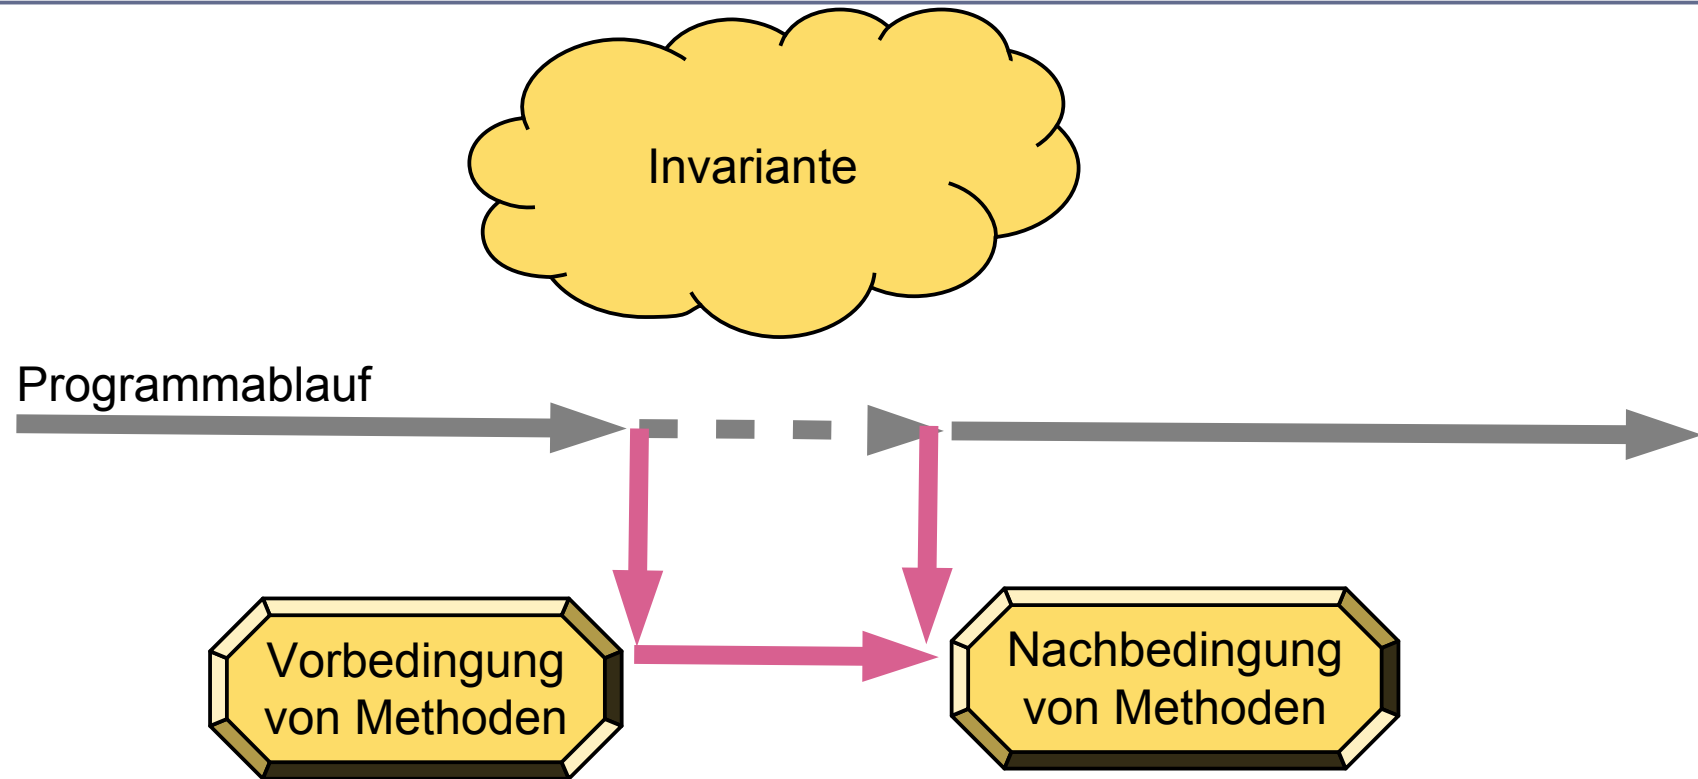 Invariante
Programmablauf
Vorbedingung
von Methoden
Nachbedingung
von Methoden